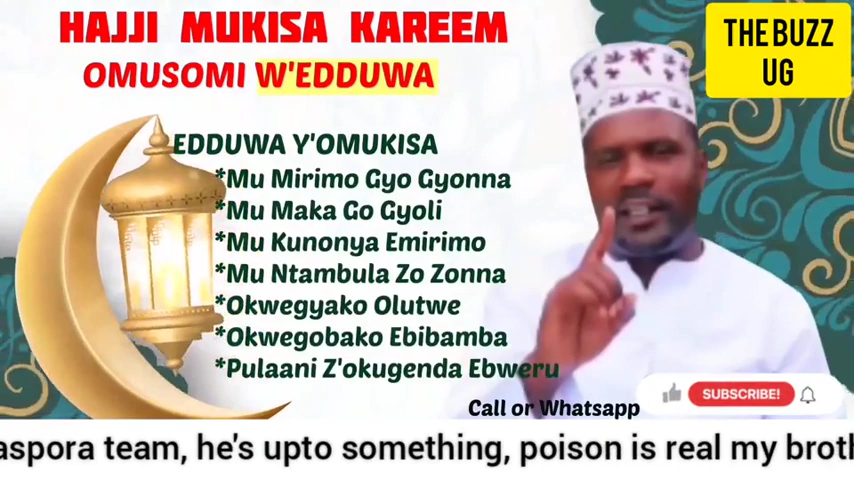 HAJJI MUKISA KAREEM
OMUSOMI W'EDDUWA
THE BUZZ
UG
EDDUWA Y'OMUKISA
*Mu Mirimo Gyo Gyonna
*Mu Maka Go Gyoli
*Mu Kunonya Emirimo
*Mu Ntambula Zo Zonna
*Okwegyako Olutwe
*Okwegobako Ebibamba
*Pulaani Z'okugenda Ebweru
Call or Whatsapp
SUBSCRIBE!
aspora team, he's upto something, poison is real my broth